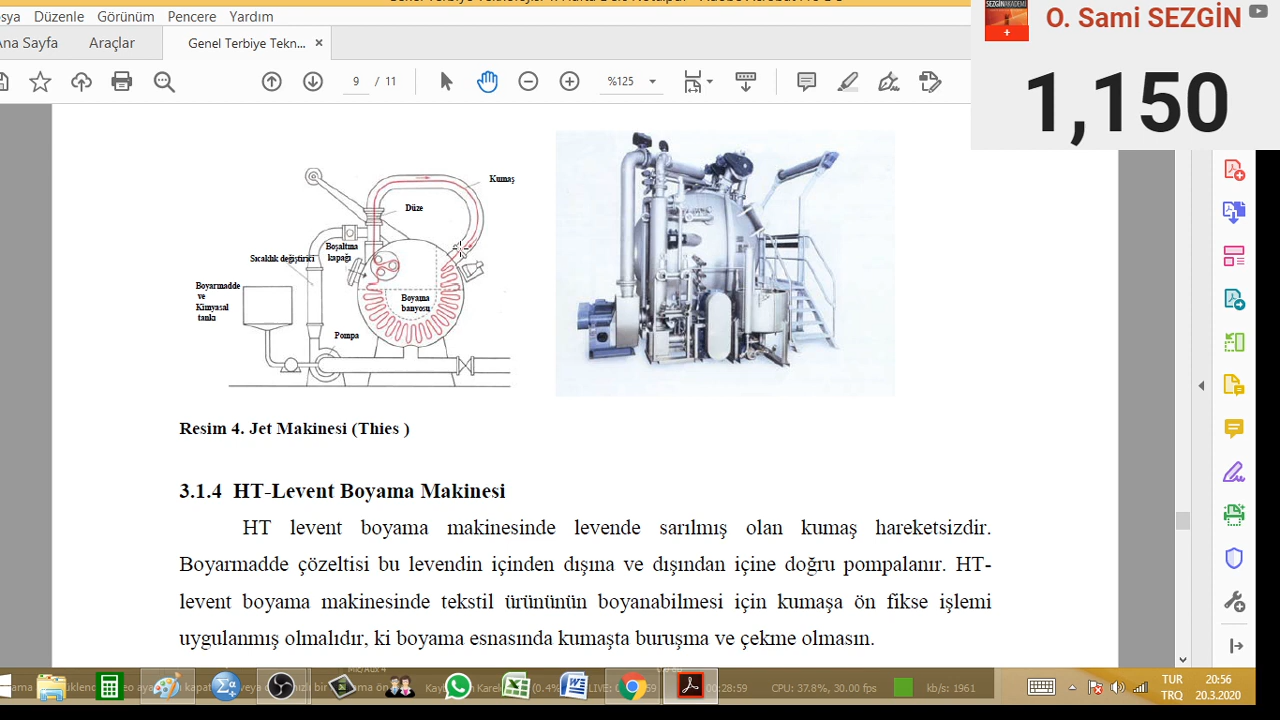 osya Düzenle Görünüm Pencere Yardım
SEZGİNAKADEMİ
O. Sami SEZGİN
1,150
Ana Sayfa Araçlar Genel Terbiye Tekn... ×
9 / 11 %125
Kumaş
Düze
Boşaltma
kapağı
Sıcaklık değiştirici
Boyarmadde
ve
Kimyasal
tankı
Boyama
banyosu
Pompa
Resim 4. Jet Makinesi (Thies )
3.1.4 HT-Levent Boyama Makinesi
HT levent boyama makinesinde levende sarılmış olan kumaş hareketsizdir.
Boyarmadde çözeltisi bu levendin içinden dışına ve dışından içine doğru pompalanır. HT-
levent boyama makinesinde tekstil ürününün boyanabilmesi için kumaşa ön fikse işlemi
uygulanmış olmalıdır, ki boyama esnasında kumaşta buruşma ve çekme olmasın.
CPU: 37.8%, 30.00 fps
kb/s: 1961
TUR
TRQ
20:56
20.3.2020